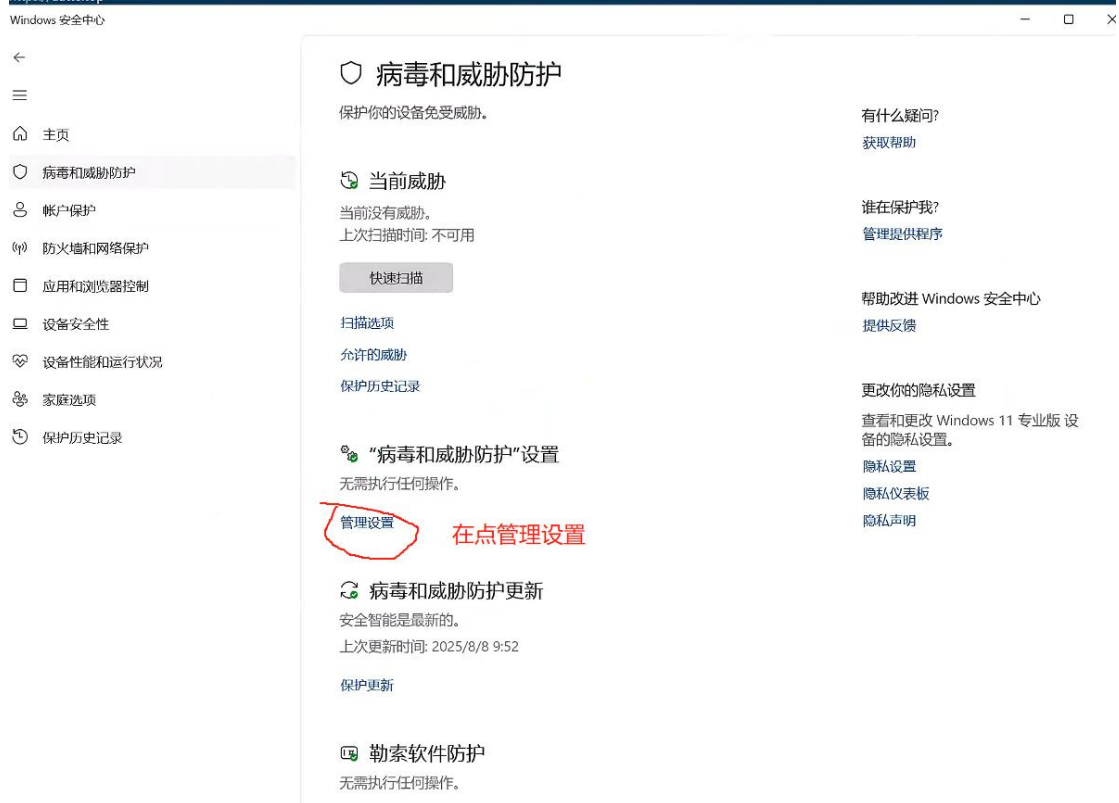 Windows 安全中心
主页
病毒和威胁防护
帐户保护
防火墙和网络保护
应用和浏览器控制
设备安全性
设备性能和运行状况
家庭选项
保护历史记录
病毒和威胁防护
保护你的设备免受威胁。
当前威胁
当前没有威胁。
上次扫描时间: 不可用
快速扫描
扫描选项
允许的威胁
保护历史记录
“病毒和威胁防护”设置
无需执行任何操作。
管理设置
在点管理设置
病毒和威胁防护更新
安全智能是最新的。
上次更新时间: 2025/8/8 9:52
保护更新
勒索软件防护
无需执行任何操作。
有什么疑问?
获取帮助
谁在保护我?
管理提供程序
帮助改进 Windows 安全中心
提供反馈
更改你的隐私设置
查看和更改 Windows 11 专业版 设
备的隐私设置。
隐私设置
隐私仪表板
隐私声明